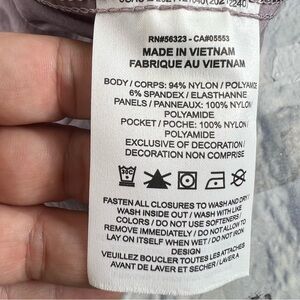 RN#56323 - CA#05553
MADE IN VIETNAM
FABRIQUE AU VIETNAM
BODY / CORPS: 94% NYLON / POLYAMIDE
6% SPANDEX / ELASTHANNE
PANELS / PANNEAUX: 100% NYLON /
POLYAMIDE
POCKET / POCHE: 100% NYLON /
POLYAMIDE
EXCLUSIVE OF DECORATION /
DECORATION NON COMPRISE
FASTEN ALL CLOSURES TO WASH AND DRY /
WASH INSIDE OUT / WASH WITH LIKE
COLORS / DO NOT USE SOFTENERS /
REMOVE IMMEDIATELY / DO NOT ALLOW TO
LAY ON ITSELF WHEN WET / DO NOT IRON
DESIGN
VEUILLEZ BOUCLER TOUTES LES ATTACHES
AVANT DE LAVER ET SECHER / LAVER A